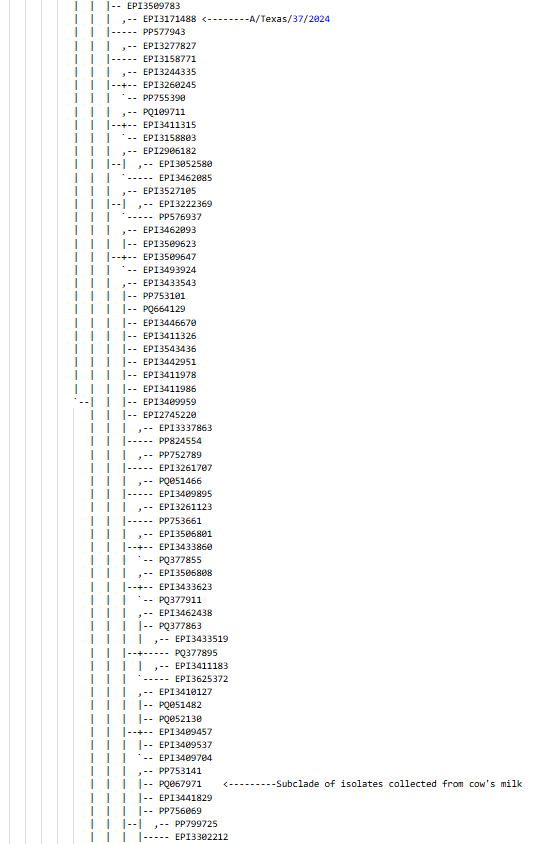 |-- EPI3509783
,-- EPI3171488 <--------A/Texas/37/2024
|----- PP577943
,-- EPI3277827
|----- EPI3158771
,-- EPI3244335
|--+-- EPI3260245
`-- PP755390
,-- PQ109711
|--+-- EPI3411315
`-- EPI3158803
,-- EPI2906182
|--| ,-- EPI3052580
`----- EPI3462085
,-- EPI3527105
|--| ,-- EPI3222369
`----- PP576937
,-- EPI3462093
|-- EPI3509623
|--+-- EPI3509647
`-- EPI3493924
,-- EPI3433543
|-- PP753101
|-- PQ664129
|-- EPI3446670
|-- EPI3411326
|-- EPI3543436
|-- EPI3442951
|-- EPI3411978
|-- EPI3411986
`--| | |-- EPI3409959
|-- EPI2745220
,-- EPI3337863
|----- PP824554
,-- PP752789
|----- EPI3261707
,-- PQ051466
|----- EPI3409895
,-- EPI3261123
|----- PP753661
,-- EPI3506801
|--+-- EPI3433860
`-- PQ377855
,-- EPI3506808
|--+-- EPI3433623
`-- PQ377911
,-- EPI3462438
|-- PQ377863
| ,-- EPI3433519
|--+----- PQ377895
| ,-- EPI3411183
`----- EPI3625372
,-- EPI3410127
|-- PQ051482
|-- PQ052130
|--+-- EPI3409457
|-- EPI3409537
`-- EPI3409704
,-- PP753141
|-- PQ067971 <---------Subclade of isolates collected from cow's milk
|-- EPI3441829
|-- PP756069
|--| ,-- PP799725
|----- EPI3302212